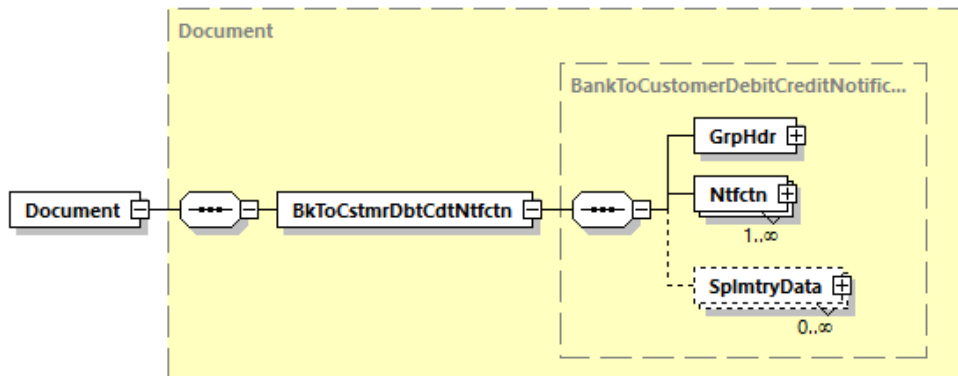 Document
BankToCustomerDebitCreditNotific...
GrpHdr
Document
BkToCstmrDbtCdtNtfctn
Ntfctn
1..∞
SplmtryData
0..∞